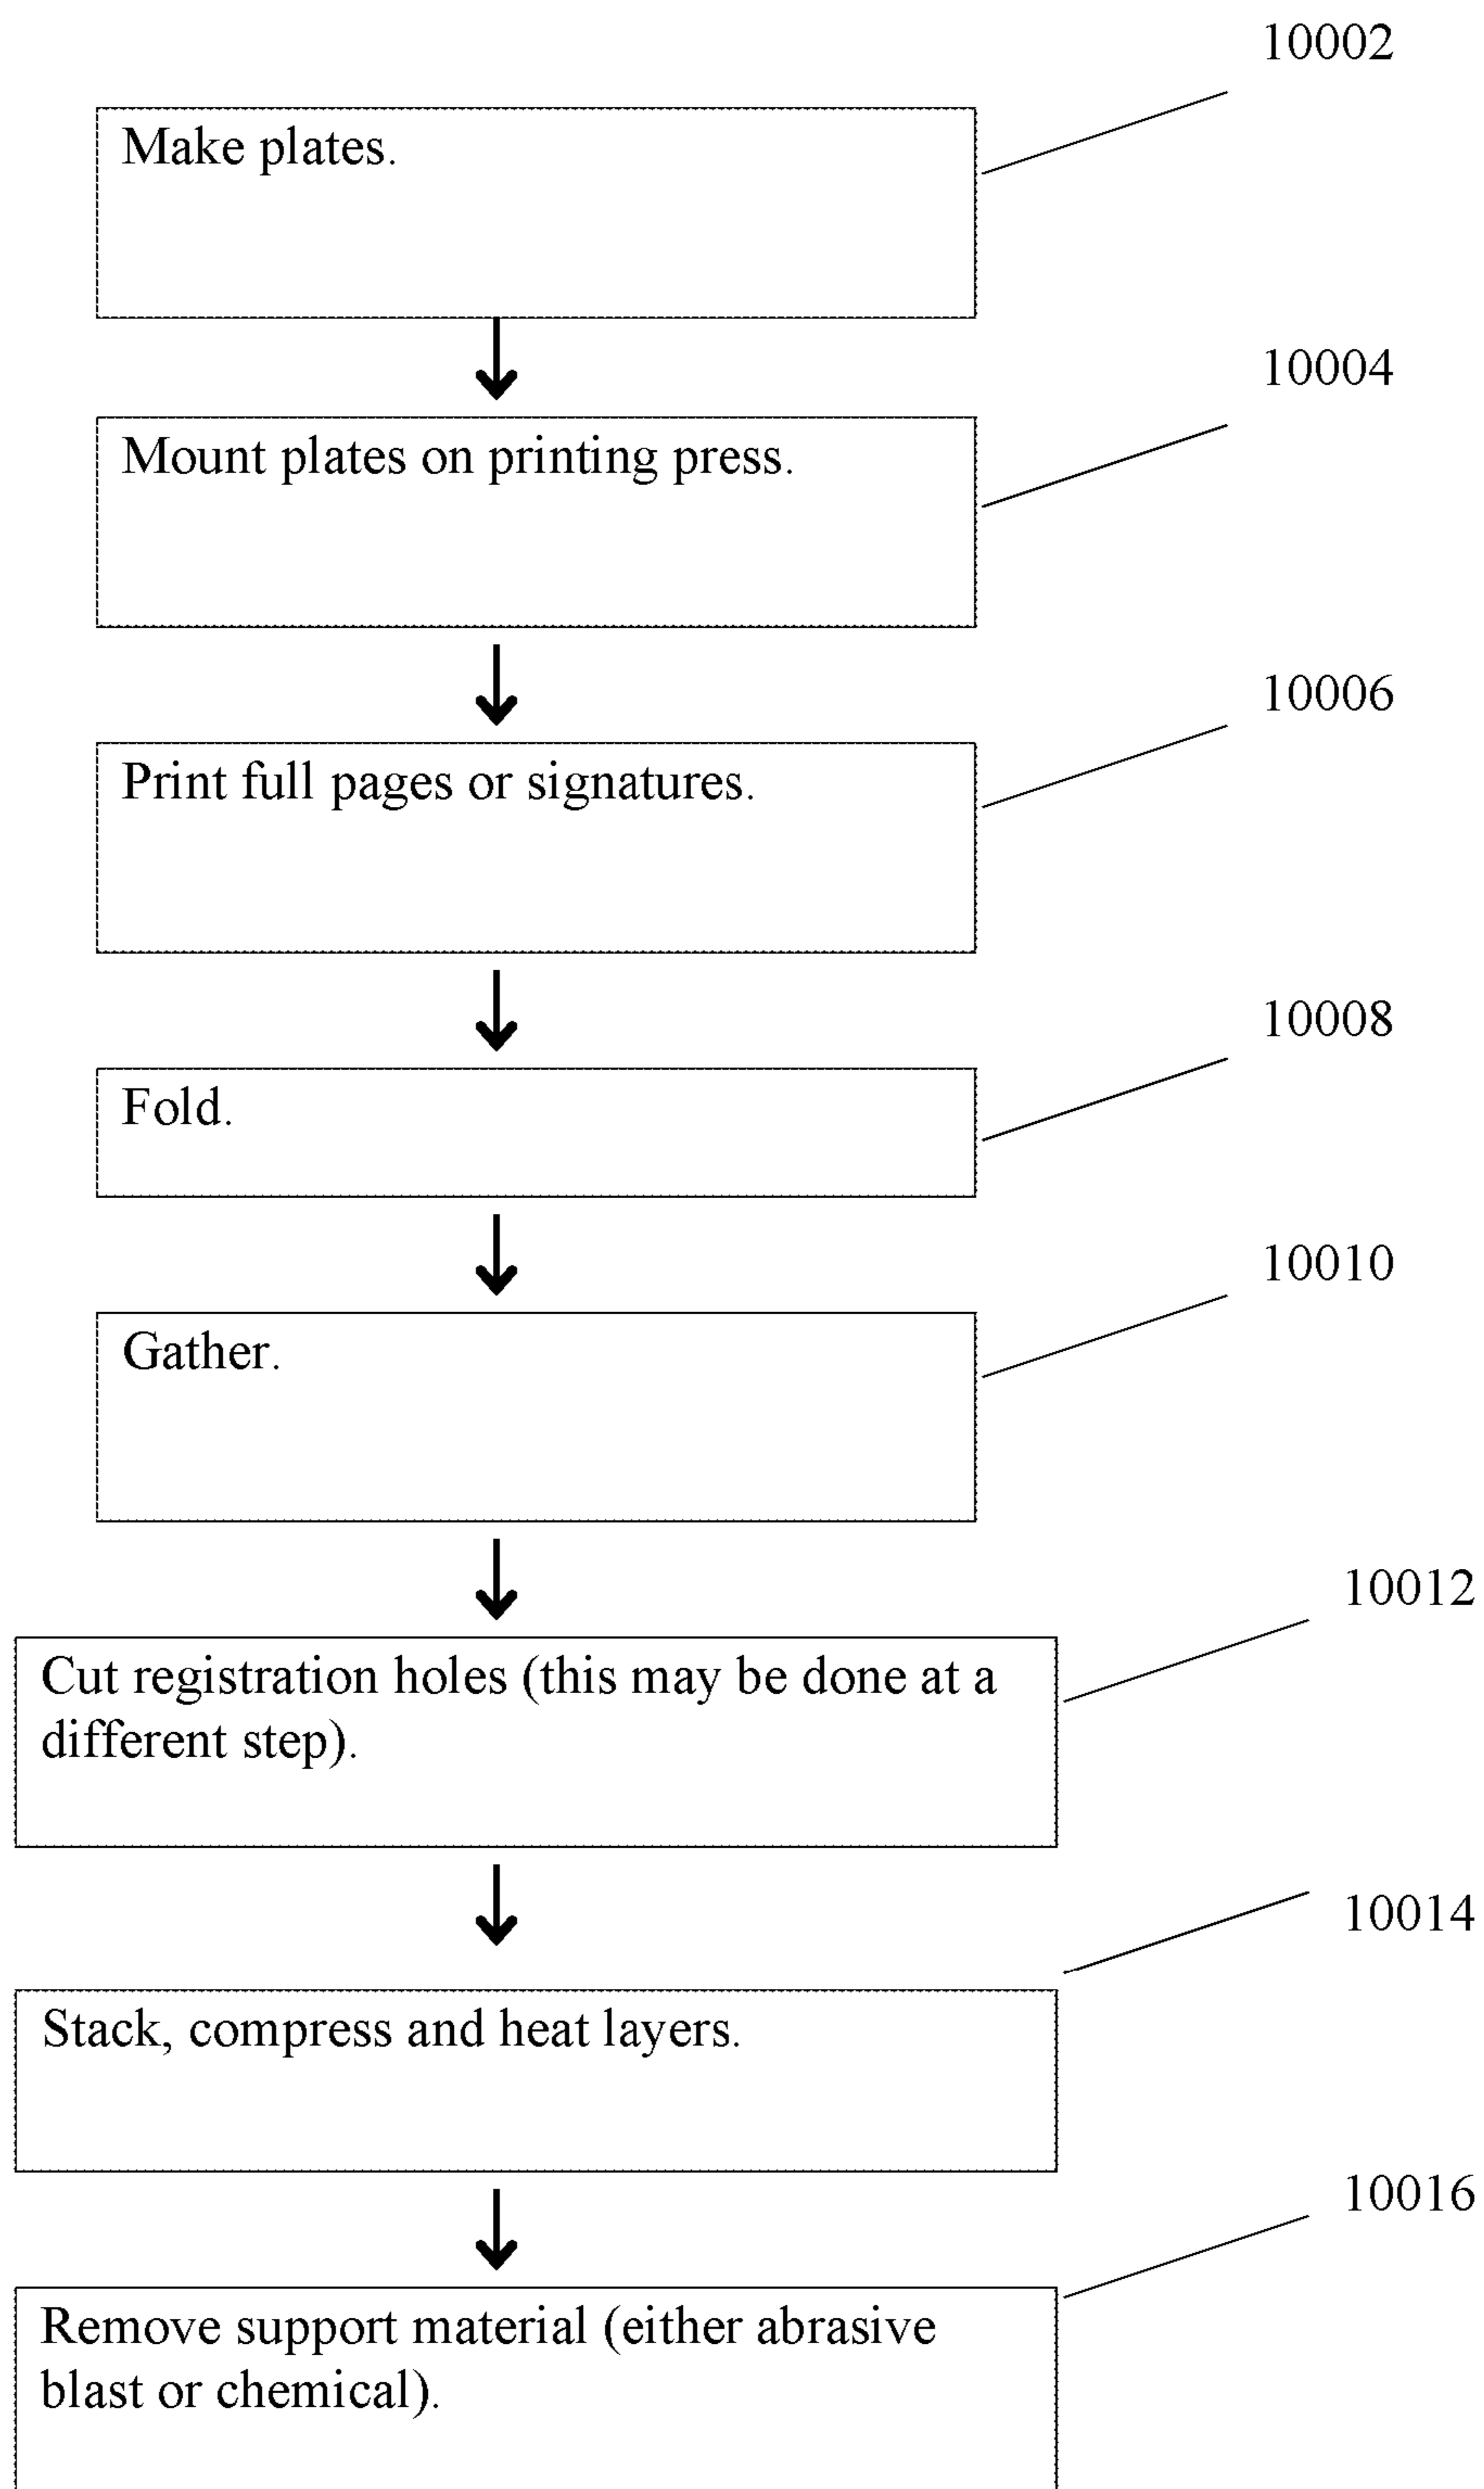 10002
Make plates.
10004
Mount plates on printing press.
10006
Print full pages or signatures.
10008
Fold.
10010
Gather.
10012
Cut registration holes (this may be done at a
different step).
10014
Stack, compress and heat layers.
10016
Remove support material (either abrasive
blast or chemical).